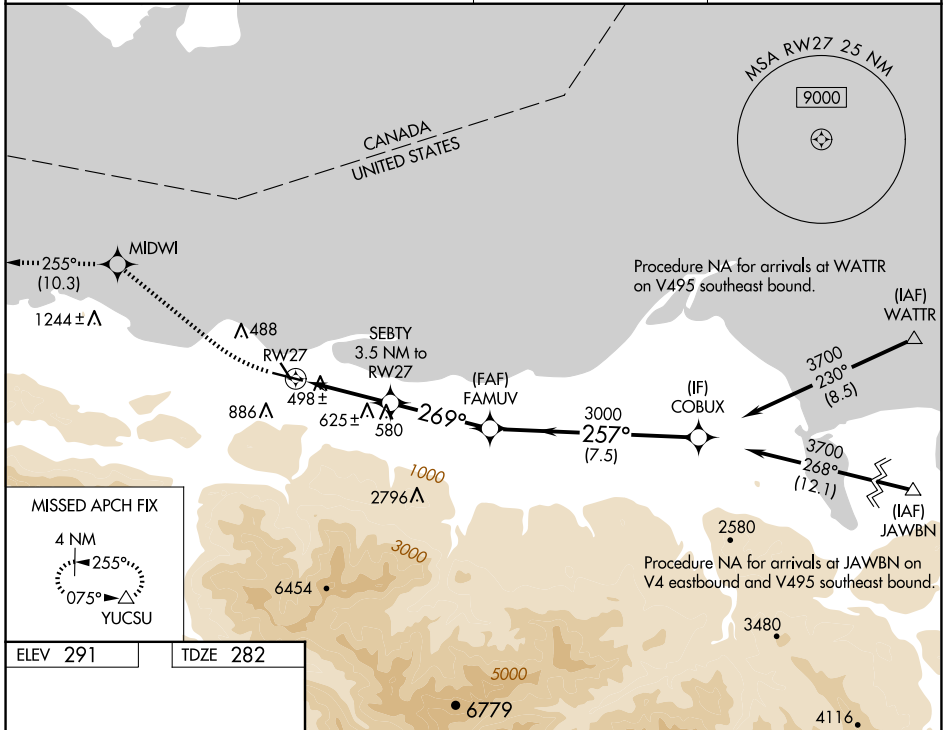 MSA RW27 25 NM
9000
CANADA
UNITED STATES
MIDWI
255°
(10.3)
1244±
488
RW27
SEBTY
3.5 NM to
RW27
498±
886
625±
580
269°
(FAF)
FAMUV
3000
257°
(7.5)
(IF)
COBUX
Procedure NA for arrivals at WATTR
on V495 southeast bound.
(IAF)
WATTR
3700
230°
(8.5)
3700
268°
(12.1)
(IAF)
JAWBN
1000
2796
3000
6454
2580
Procedure NA for arrivals at JAWBN on
V4 eastbound and V495 southeast bound.
3480
5000
6779
4116
MISSED APCH FIX
4 NM
255°
075°
YUCSU
ELEV 291
TDZE 282